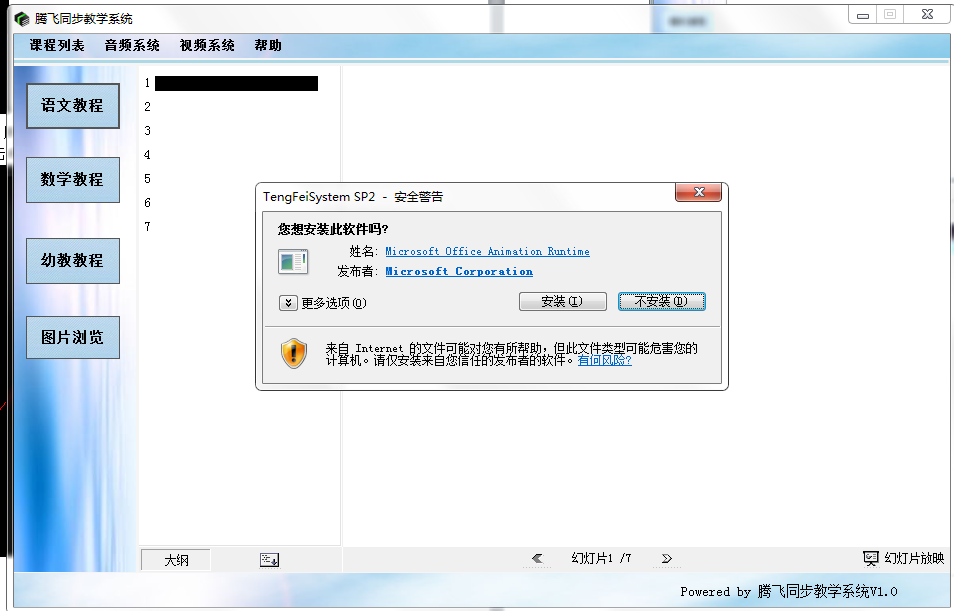 腾飞同步教学系统
课程列表 音频系统 视频系统 帮助
语文教程
数学教程
幼教教程
图片浏览
1
2
3
4
5
6
7
TengFeiSystem SP2 - 安全警告
您想安装此软件吗?
姓名: Microsoft Office Animation Runtime
发布者: Microsoft Corporation
更多选项(O)
安装(I)
不安装(D)
来自 Internet 的文件可能对您有所帮助,但此文件类型可能危害您的
计算机。请仅安装来自您信任的发布者的软件。有何风险?
大纲
幻灯片1 /7
幻灯片放映
Powered by 腾飞同步教学系统V1.0